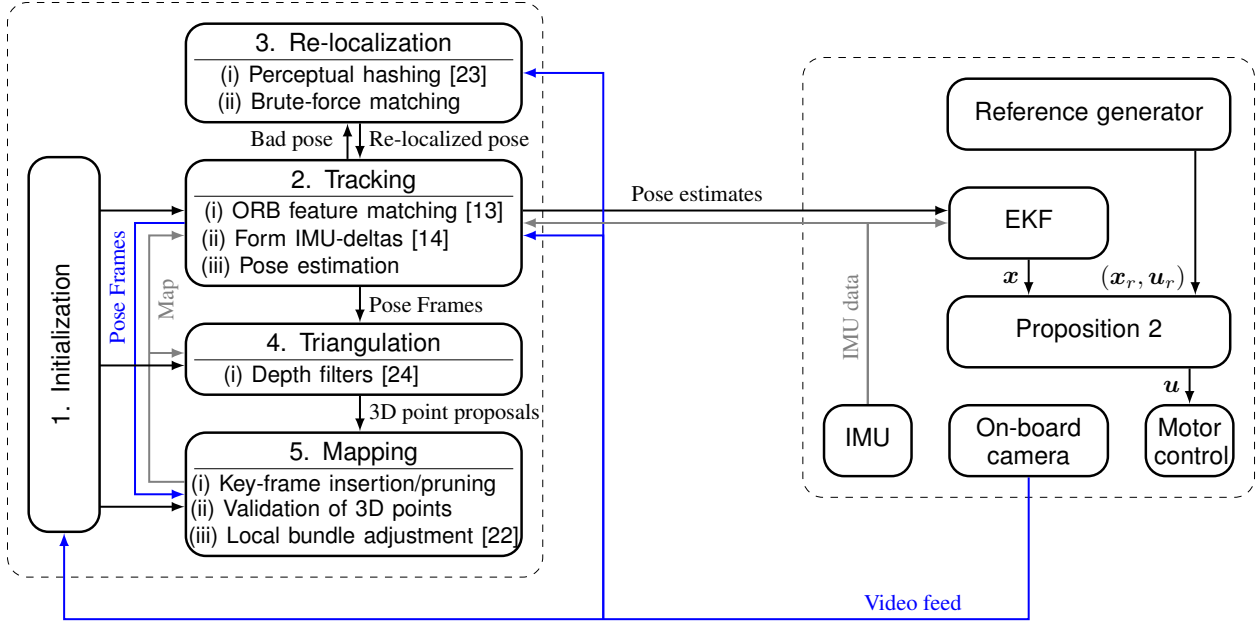 3. Re-localization
(i) Perceptual hashing [23]
(ii) Brute-force matching
Bad pose
Re-localized pose
2. Tracking
(i) ORB feature matching [13]
(ii) Form IMU-deltas [14]
(iii) Pose estimation
Pose Frames
4. Triangulation
(i) Depth filters [24]
3D point proposals
5. Mapping
(i) Key-frame insertion/pruning
(ii) Validation of 3D points
(iii) Local bundle adjustment [22]
1. Initialization
Pose Frames
Map
Pose estimates
IMU data
Reference generator
EKF
x
(x_r, u_r)
Proposition 2
u
IMU
On-board
camera
Motor
control
Video feed